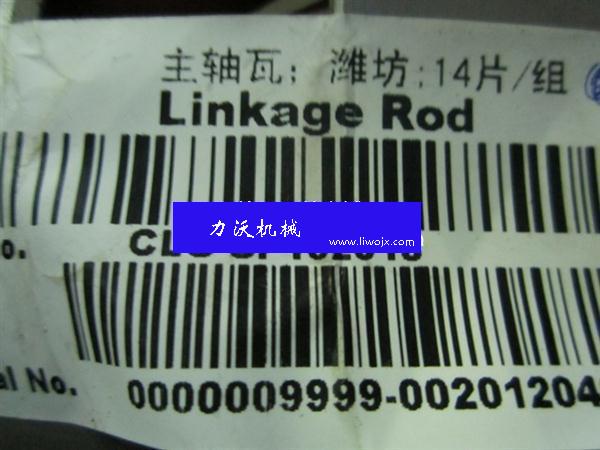 主轴瓦; 潍坊:14片/组
Linkage Rod
力沃机械
www.liwojx.com
o.
al No. 0000009999-00201204